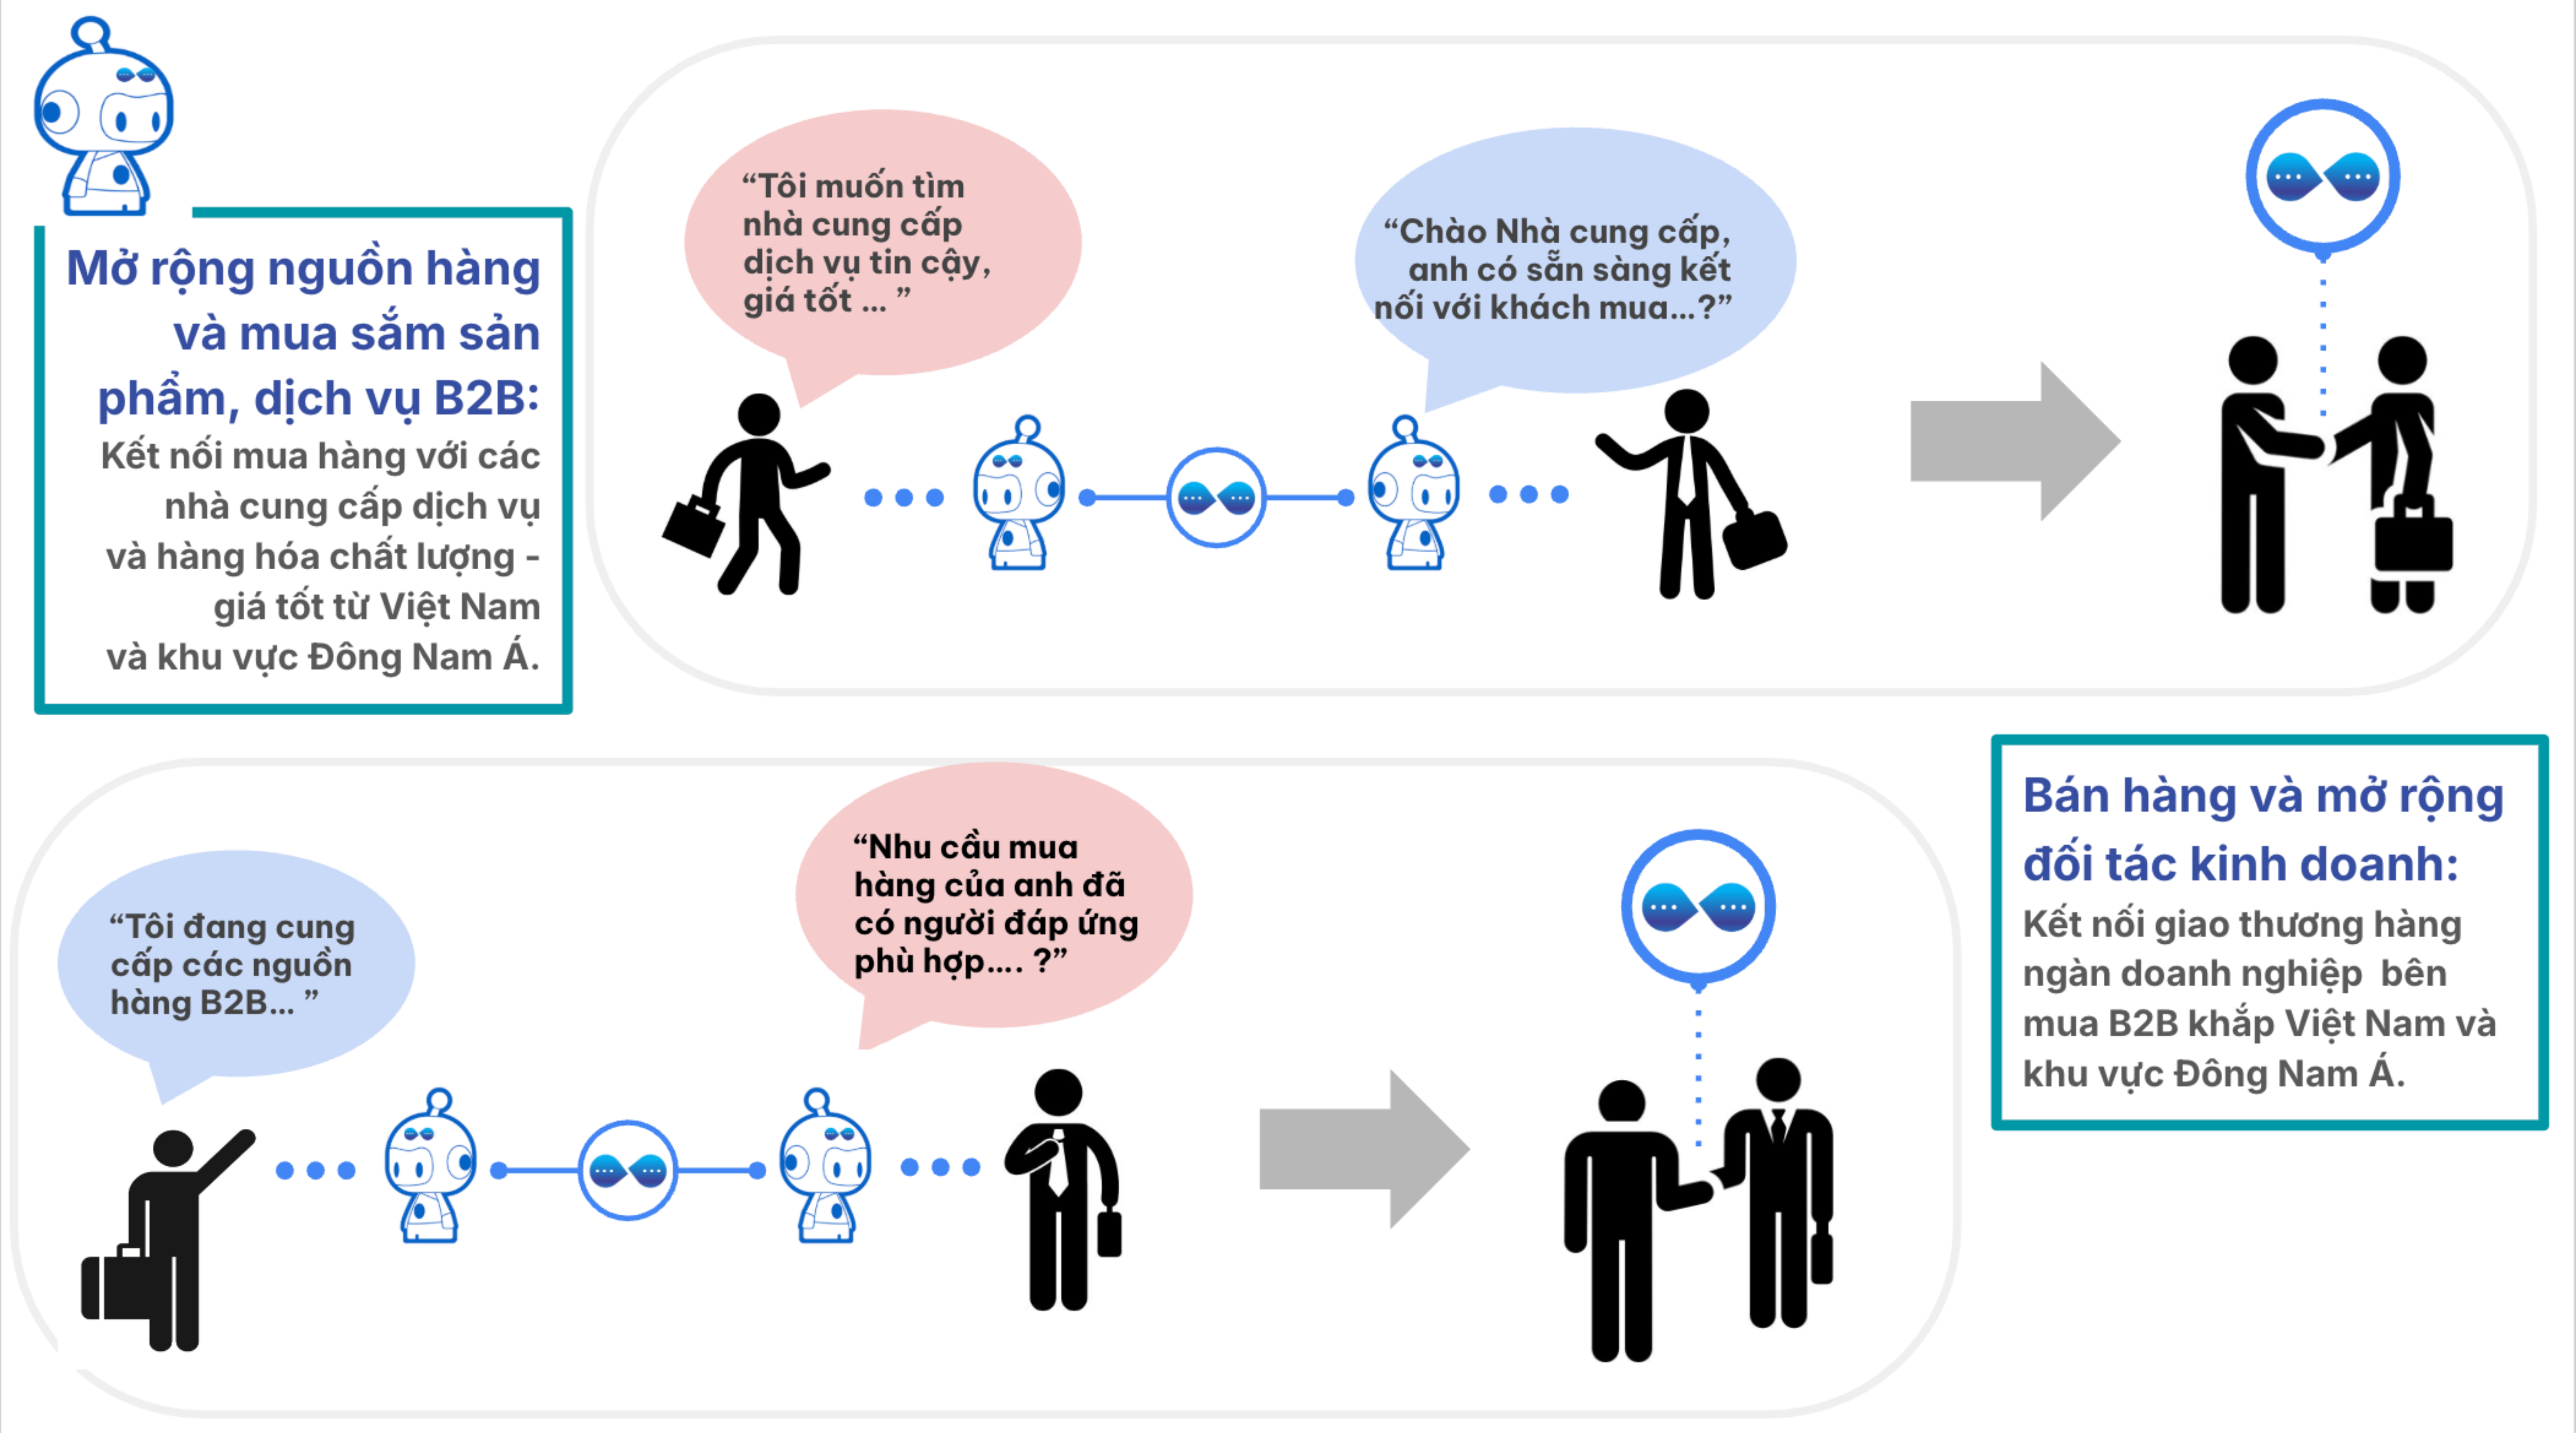 Mở rộng nguồn hàng
và mua sắm sản
phẩm, dịch vụ B2B:
Kết nối mua hàng với các
nhà cung cấp dịch vụ
và hàng hóa chất lượng -
giá tốt từ Việt Nam
và khu vực Đông Nam Á.
“Tôi muốn tìm
nhà cung cấp
dịch vụ tin cậy,
giá tốt ... ”
“Chào Nhà cung cấp,
anh có sẵn sàng kết
nối với khách mua...?”
“Tôi đang cung
cấp các nguồn
hàng B2B... ”
“Nhu cầu mua
hàng của anh đã
có người đáp ứng
phù hợp.... ?”
Bán hàng và mở rộng
đối tác kinh doanh:
Kết nối giao thương hàng
ngàn doanh nghiệp  bên
mua B2B khắp Việt Nam và
khu vực Đông Nam Á.